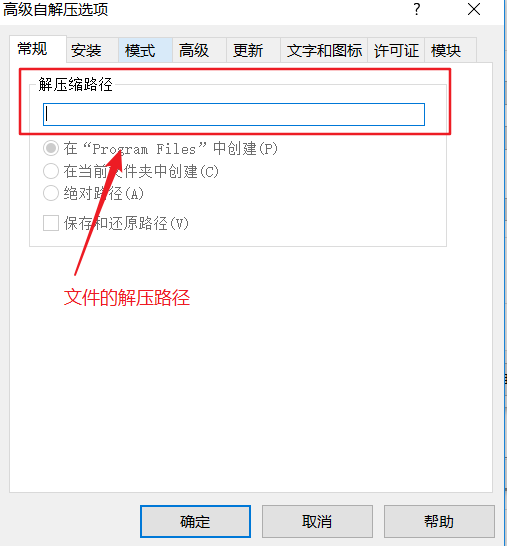 高级自解压选项 ?
常规 安装 模式 高级 更新 文字和图标 许可证 模块
解压缩路径
在“Program Files”中创建(P)
在当前文件夹中创建(C)
绝对路径(A)
保存和还原路径(V)
文件的解压路径
确定 取消 帮助